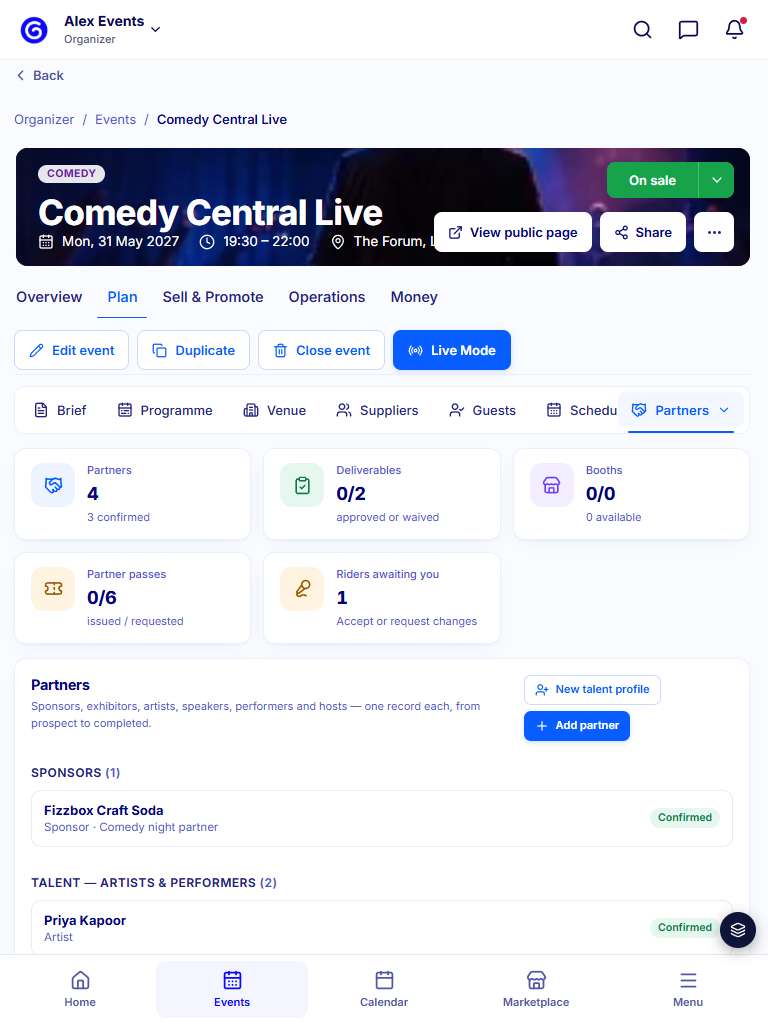 Alex Events
Organizer
Back
Organizer / Events / Comedy Central Live
COMEDY
On sale
Comedy Central Live
Mon, 31 May 2027 19:30 – 22:00 The Forum, L
View public page
Share
Overview Plan Sell & Promote Operations Money
Edit event Duplicate Close event Live Mode
Brief Programme Venue Suppliers Guests Schedu Partners
Partners
4
3 confirmed
Deliverables
0/2
approved or waived
Booths
0/0
0 available
Partner passes
0/6
issued / requested
Riders awaiting you
1
Accept or request changes
Partners
Sponsors, exhibitors, artists, speakers, performers and hosts — one record each, from
prospect to completed.
New talent profile
Add partner
SPONSORS (1)
Fizzbox Craft Soda
Sponsor · Comedy night partner
Confirmed
TALENT — ARTISTS & PERFORMERS (2)
Priya Kapoor
Artist
Confirmed
Home Events Calendar Marketplace Menu